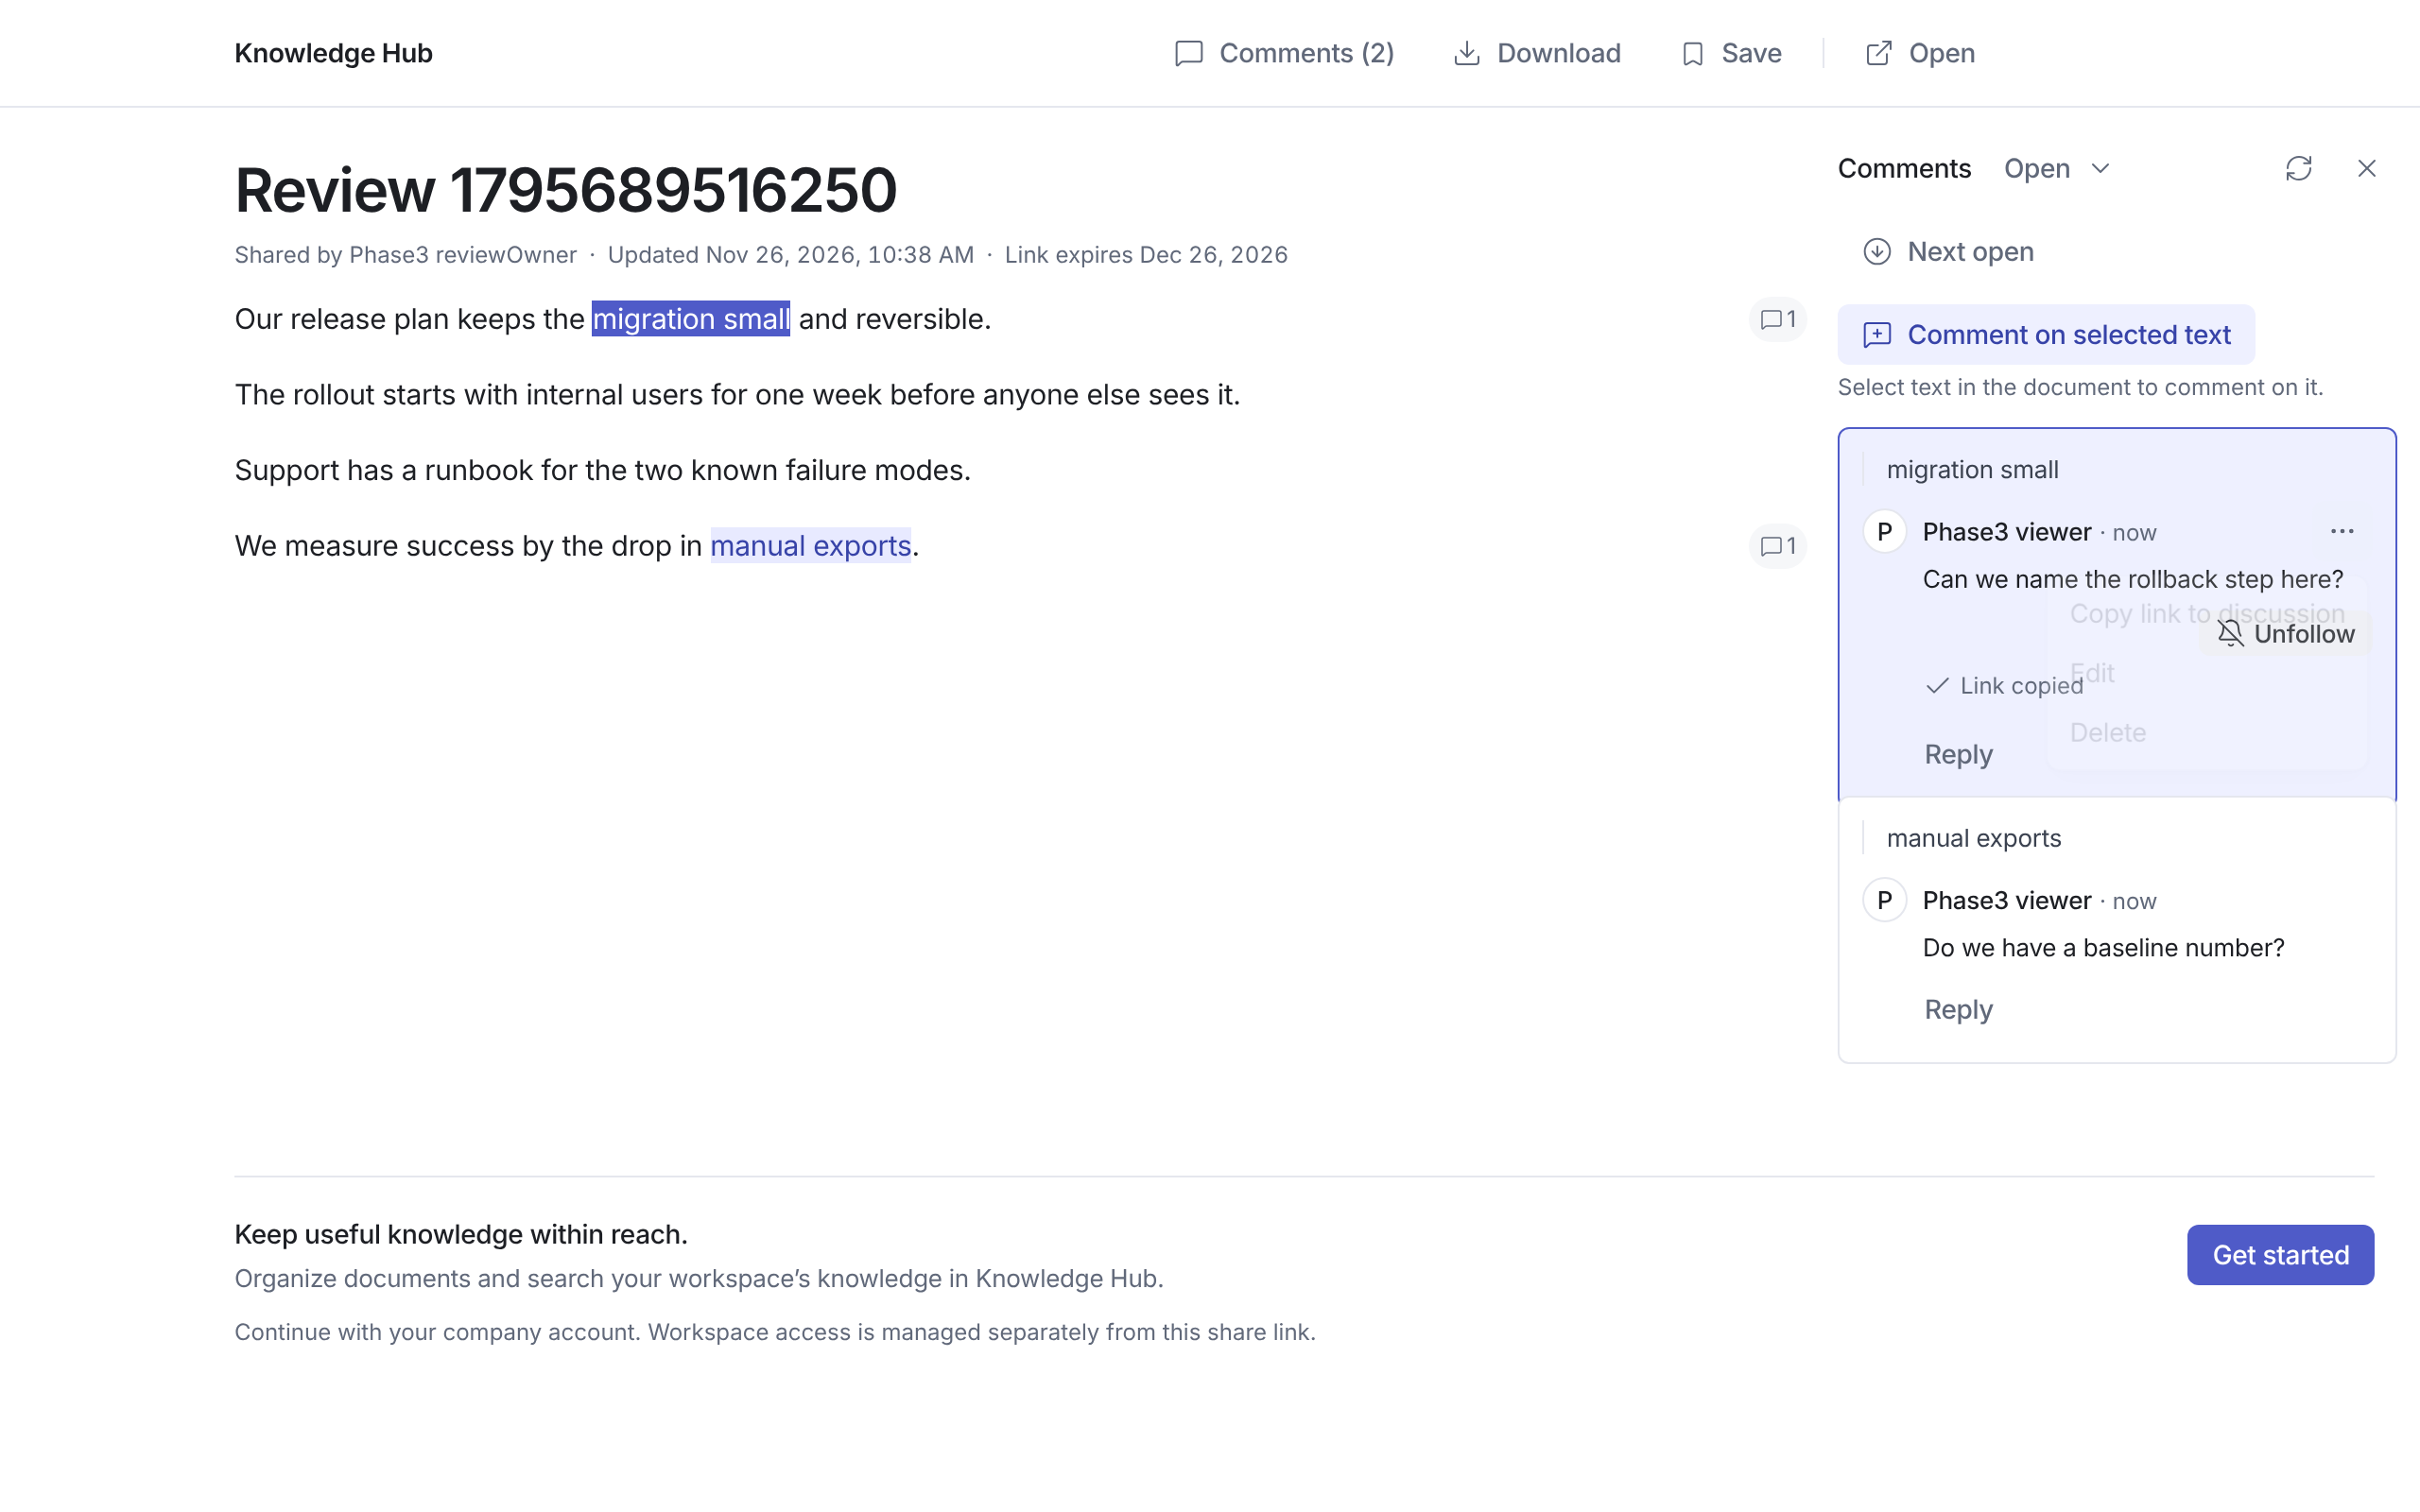 Knowledge Hub
Comments (2)
Download
Save
Open
Review 1795689516250
Shared by Phase3 reviewOwner · Updated Nov 26, 2026, 10:38 AM · Link expires Dec 26, 2026
Our release plan keeps the migration small and reversible.
1
The rollout starts with internal users for one week before anyone else sees it.
Support has a runbook for the two known failure modes.
We measure success by the drop in manual exports.
1
Comments
Open
Next open
Comment on selected text
Select text in the document to comment on it.
migration small
P
Phase3 viewer · now
Can we name the rollback step here?
Copy link to discussion
Unfollow
Edit
Link copied
Delete
Reply
manual exports
P
Phase3 viewer · now
Do we have a baseline number?
Reply
Keep useful knowledge within reach.
Organize documents and search your workspace’s knowledge in Knowledge Hub.
Get started
Continue with your company account. Workspace access is managed separately from this share link.